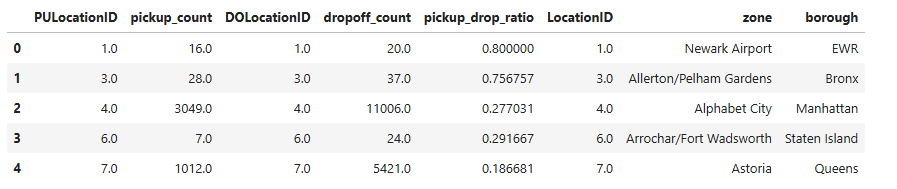 PULocationID pickup_count DOLocationID dropoff_count pickup_drop_ratio LocationID zone borough
0 1.0 16.0 1.0 20.0 0.800000 1.0 Newark Airport EWR
1 3.0 28.0 3.0 37.0 0.756757 3.0 Allerton/Pelham Gardens Bronx
2 4.0 3049.0 4.0 11006.0 0.277031 4.0 Alphabet City Manhattan
3 6.0 7.0 6.0 24.0 0.291667 6.0 Arrochar/Fort Wadsworth Staten Island
4 7.0 1012.0 7.0 5421.0 0.186681 7.0 Astoria Queens